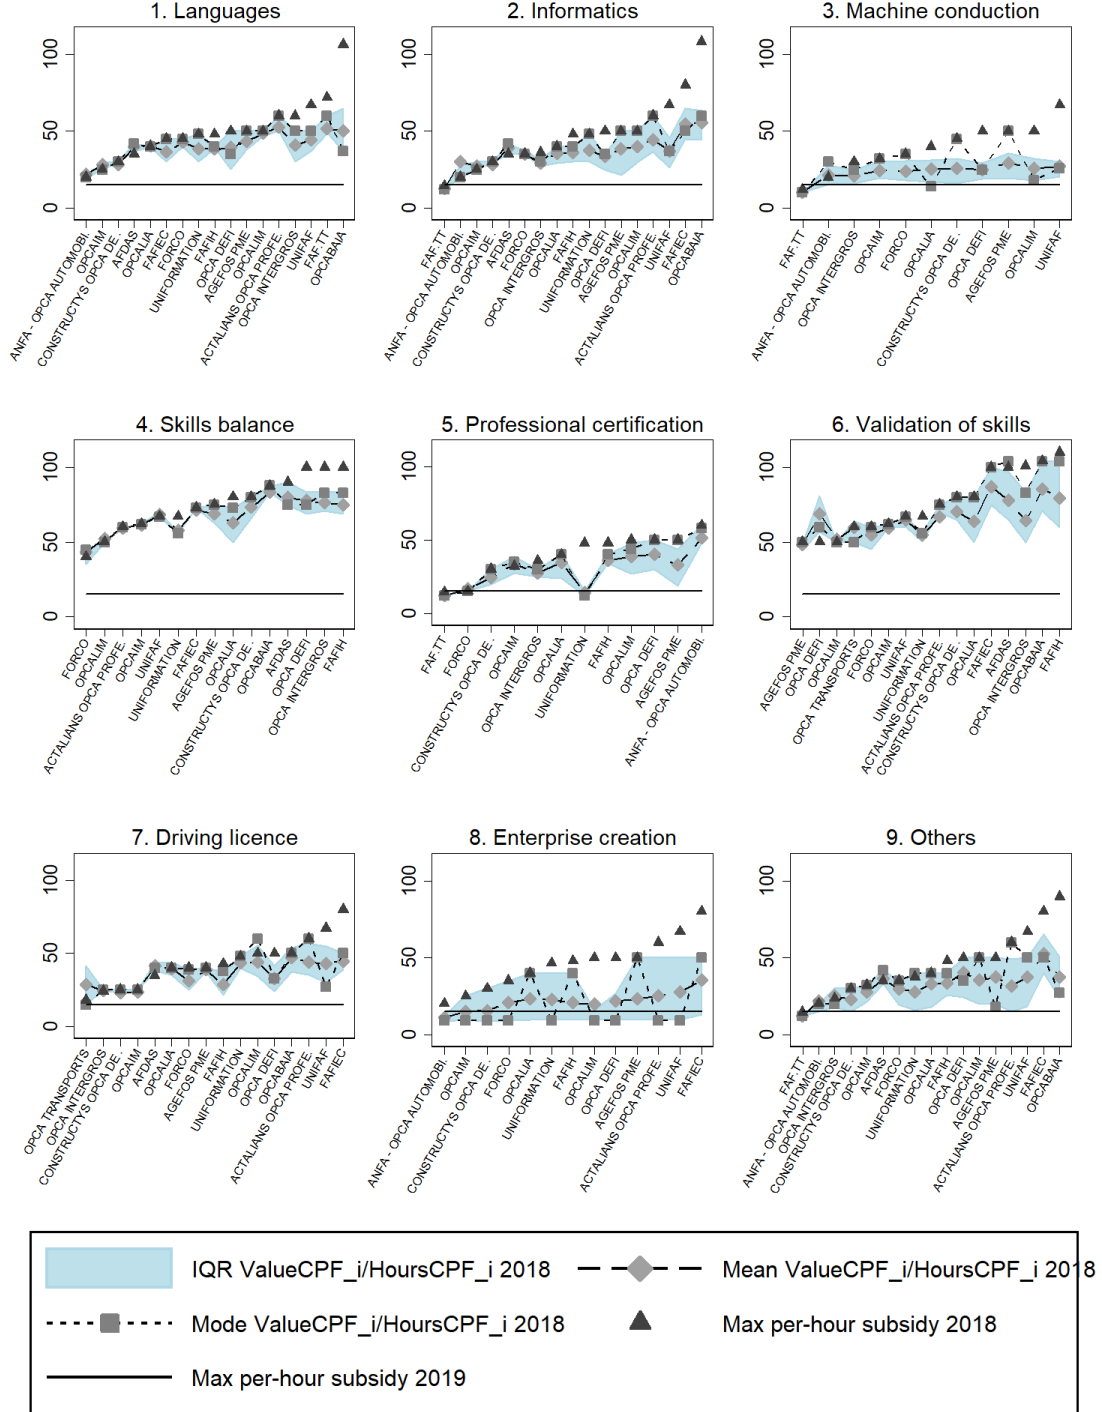 1. Languages
2. Informatics
3. Machine conduction
0 50 100
ANFA - OPCA AUTOMOBI.
OPCAIM
CONSTRUCTYS OPCA DE..
AFDAS
OPCALIA
FAFIEC
FORCO
UNIFORMATION
FAFIH
OPCA DEFI
AGEFOS PME
OPCALIM
ACTALIANS OPCA PROFE.
OPCA INTERGROS
UNIFAF
FAF.TT
OPCABAIA
0 50 100
FAF.TT
ANFA - OPCA AUTOMOBI.
OPCAIM
CONSTRUCTYS OPCA DE..
AFDAS
FORCO
OPCA INTERGROS
OPCALIA
FAFIH
UNIFORMATION
OPCA DEFI
AGEFOS PME
OPCALIM
ACTALIANS OPCA PROFE.
UNIFAF
FAFIEC
OPCABAIA
0 50 100
FAF.TT
ANFA - OPCA AUTOMOBI.
OPCA INTERGROS
OPCAIM
FORCO
OPCALIA
CONSTRUCTYS OPCA DE..
OPCA DEFI
AGEFOS PME
OPCALIM
UNIFAF
4. Skills balance
5. Professional certification
6. Validation of skills
0 50 100
FORCO
OPCALIM
ACTALIANS OPCA PROFE.
OPCAIM
UNIFAF
UNIFORMATION
FAFIEC
AGEFOS PME
OPCALIA
CONSTRUCTYS OPCA DE..
OPCABAIA
AFDAS
OPCA DEFI
OPCA INTERGROS
FAFIH
0 50 100
FAF.TT
FORCO
CONSTRUCTYS OPCA DE..
OPCAIM
OPCA INTERGROS
OPCALIA
UNIFORMATION
FAFIH
OPCALIM
OPCA DEFI
AGEFOS PME
ANFA - OPCA AUTOMOBI.
0 50 100
AGEFOS PME
OPCA DEFI
OPCALIM
OPCA TRANSPORTS
FORCO
OPCAIM
UNIFAF
UNIFORMATION
ACTALIANS OPCA PROFE.
CONSTRUCTYS OPCA DE..
OPCALIA
FAFIEC
AFDAS
OPCA INTERGROS
OPCABAIA
FAFIH
7. Driving licence
8. Enterprise creation
9. Others
0 50 100
OPCA TRANSPORTS
OPCA INTERGROS
CONSTRUCTYS OPCA DE..
OPCAIM
AFDAS
OPCALIA
FORCO
AGEFOS PME
FAFIH
UNIFORMATION
OPCALIM
OPCA DEFI
OPCABAIA
ACTALIANS OPCA PROFE.
UNIFAF
FAFIEC
0 50 100
ANFA - OPCA AUTOMOBI.
OPCAIM
CONSTRUCTYS OPCA DE..
FORCO
OPCALIA
UNIFORMATION
FAFIH
OPCALIM
OPCA DEFI
AGEFOS PME
ACTALIANS OPCA PROFE.
UNIFAF
FAFIEC
0 50 100
FAF.TT
ANFA - OPCA AUTOMOBI.
OPCA INTERGROS
CONSTRUCTYS OPCA DE..
OPCAIM
AFDAS
FORCO
UNIFORMATION
OPCALIA
FAFIH
OPCA DEFI
OPCALIM
AGEFOS PME
ACTALIANS OPCA PROFE.
UNIFAF
FAFIEC
OPCABAIA
IQR ValueCPF_i/HoursCPF_i 2018
Mean ValueCPF_i/HoursCPF_i 2018
Mode ValueCPF_i/HoursCPF_i 2018
Max per-hour subsidy 2018
Max per-hour subsidy 2019